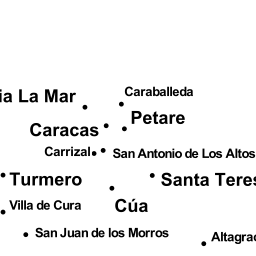 Caraballeda
ia La Mar
Petare
Caracas
Carrizal
San Antonio de Los Altos
Turmero
Santa Teres
Villa de Cura
Cúa
San Juan de los Morros
Altagrac